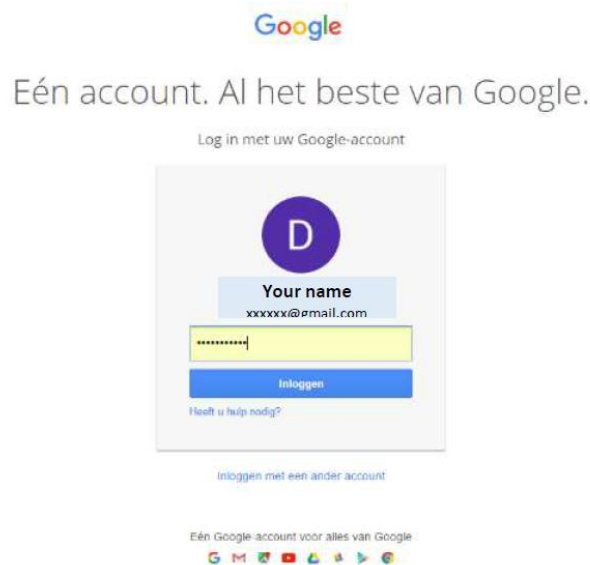 Google
Eén account. Al het beste van Google.
Log in met uw Google-account
D
Your name
xxxxxx@gmail.com
•••••••••••
Inloggen
Heeft u hulp nodig?
Inloggen met een ander account
Eén Google-account voor alles van Google